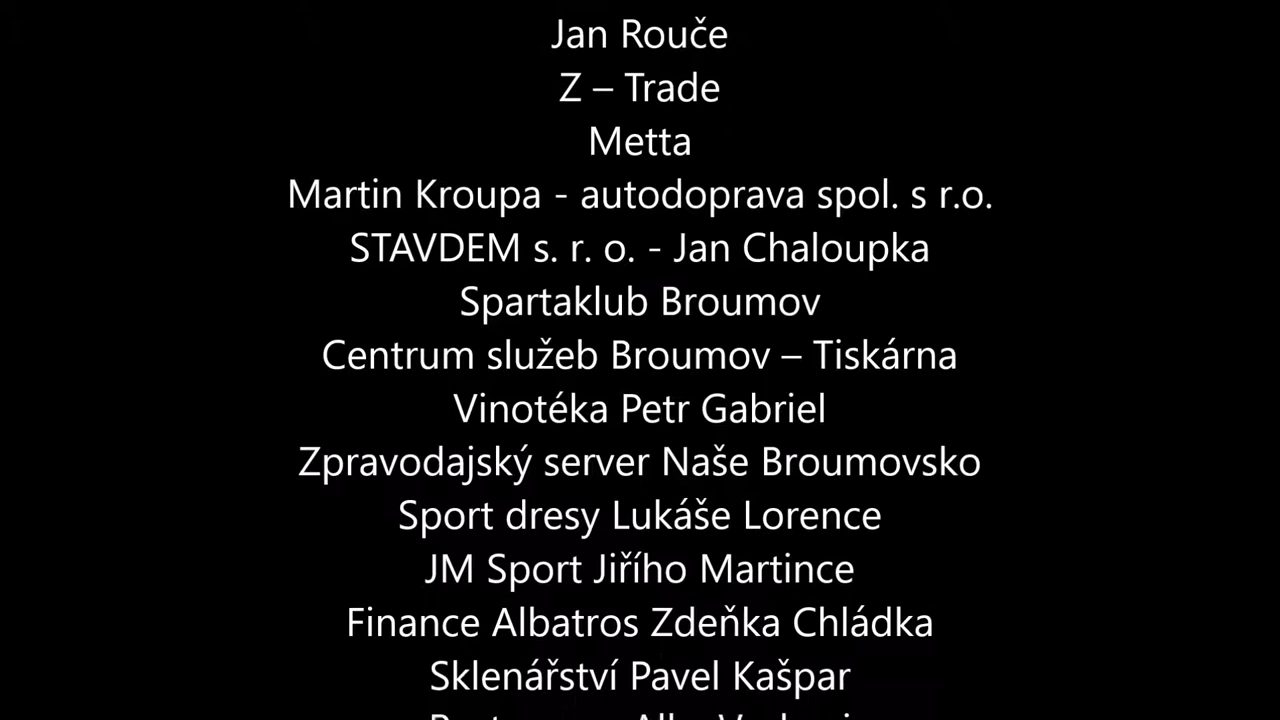 Jan Rouče
Z – Trade
Metta
Martin Kroupa - autodoprava spol. s r.o.
STAVDEM s. r. o. - Jan Chaloupka
Spartaklub Broumov
Centrum služeb Broumov – Tiskárna
Vinotéka Petr Gabriel
Zpravodajský server Naše Broumovsko
Sport dresy Lukáše Lorence
JM Sport Jiřího Martince
Finance Albatros Zdeňka Chládka
Sklenářství Pavel Kašpar